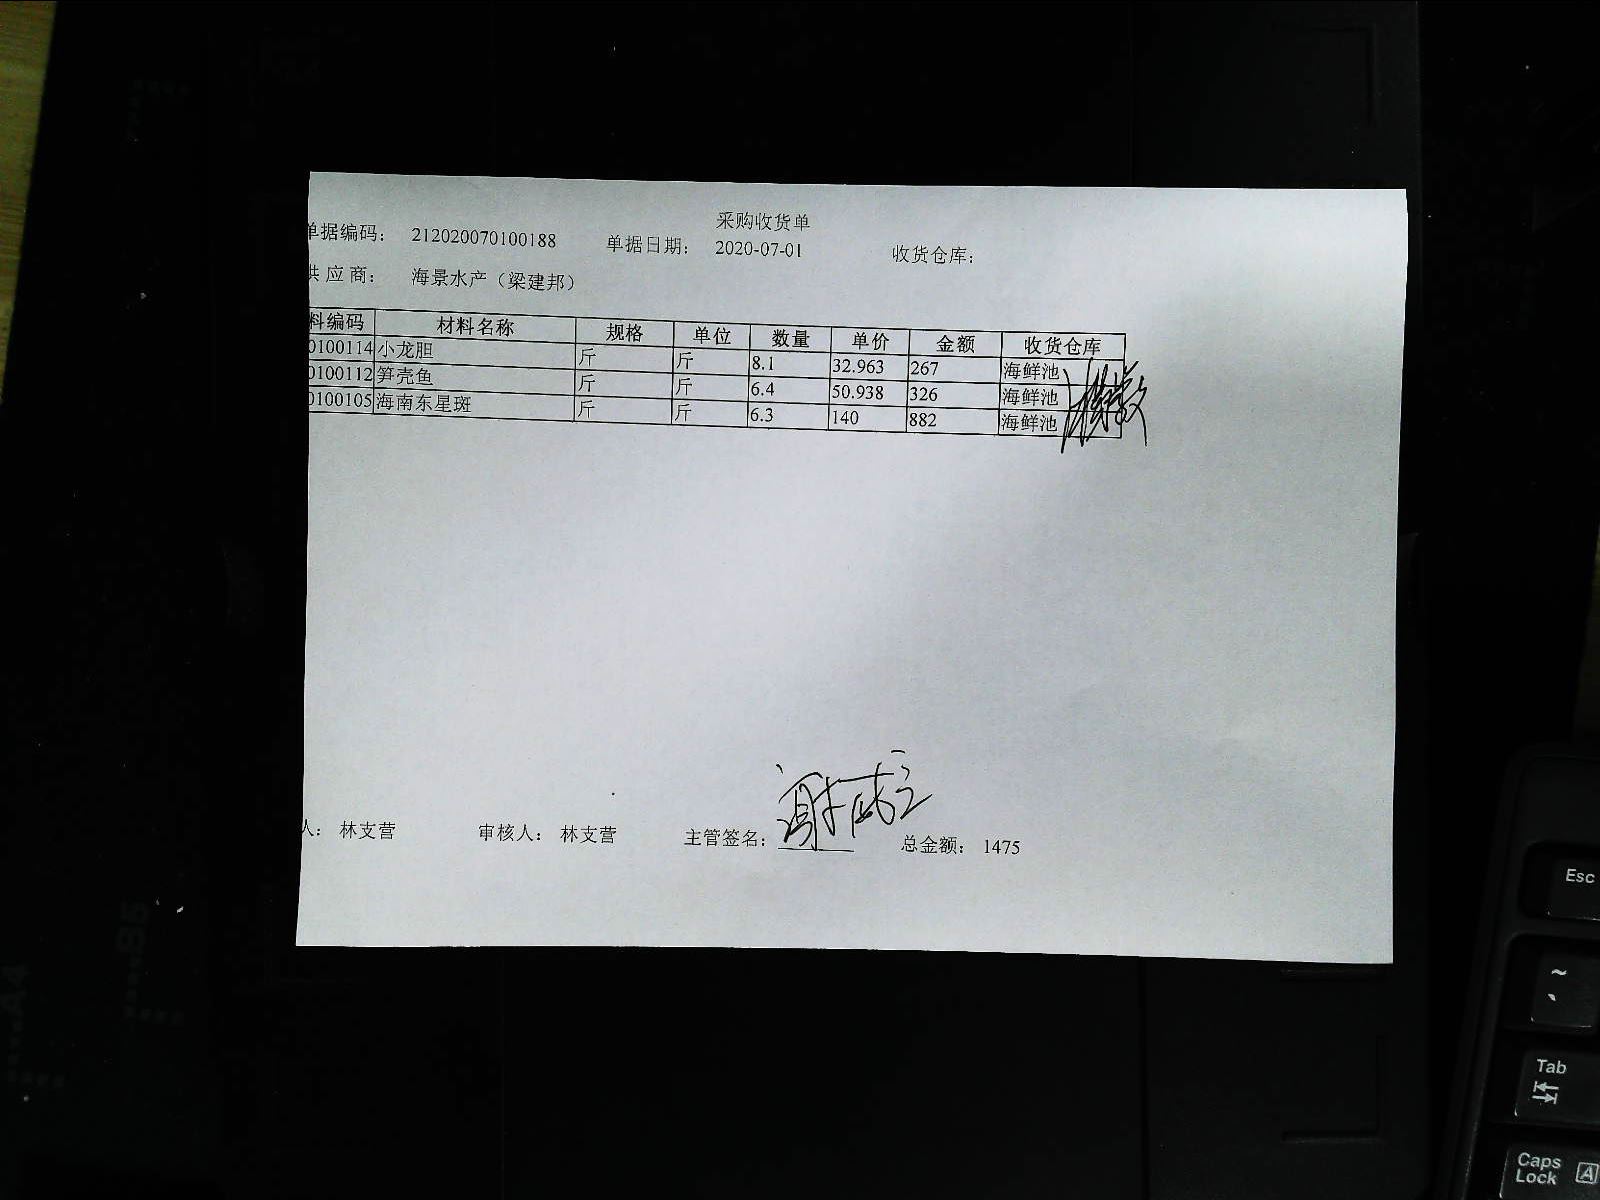 采购收货单
单据编码： 212020070100188 单据日期： 2020-07-01 收货仓库：
供应商： 海景水产（梁建邦）
料编码 材料名称 规格 单位 数量 单价 金额 收货仓库
0100114 小龙胆 斤 斤 8.1 32.963 267 海鲜池
0100112 笋壳鱼 斤 斤 6.4 50.938 326 海鲜池
0100105 海南东星斑 斤 斤 6.3 140 882 海鲜池
人： 林支营 审核人： 林支营 主管签名： 总金额： 1475
Esc
~
Tab
Caps Lock A
A4
B5